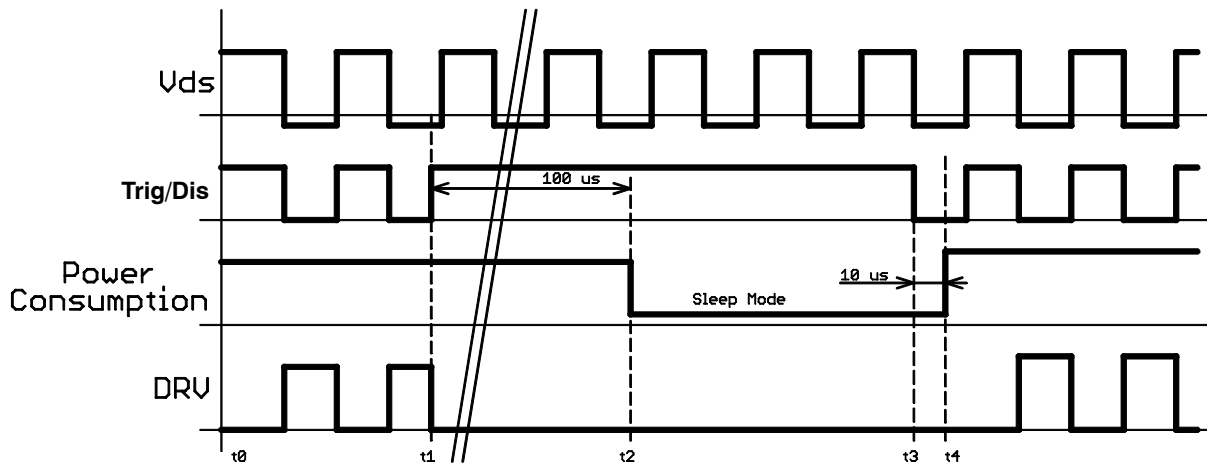 Vds
Trig/Dis
100 us
Power
Consumption
10 us
Sleep Mode
DRV
t0
t1
t2
t3
t4